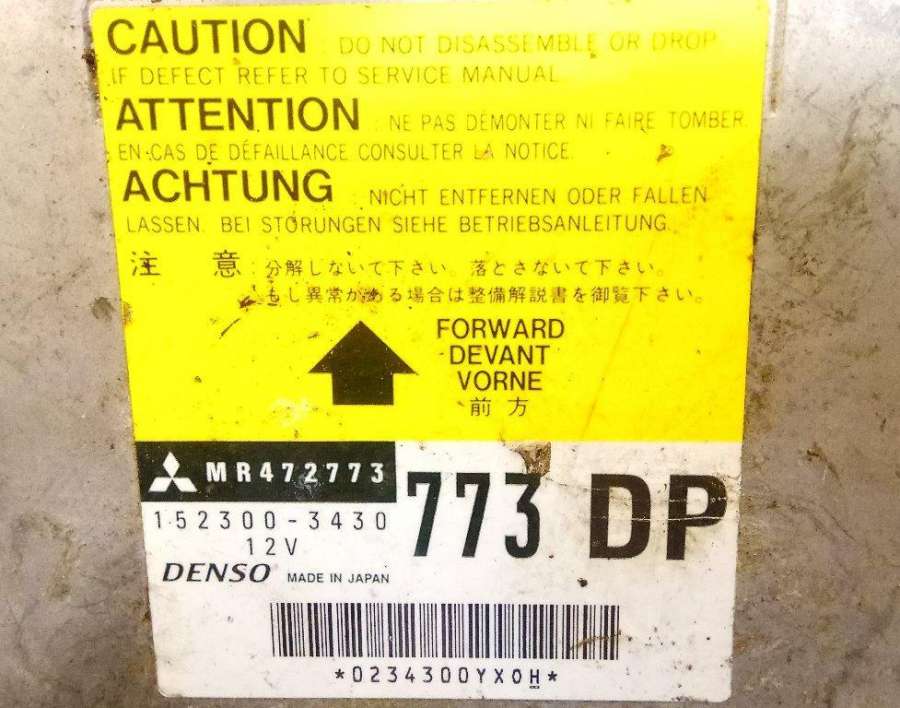 CAUTION : DO NOT DISASSEMBLE OR DROP.
IF DEFECT REFER TO SERVICE MANUAL.
ATTENTION : NE PAS DÉMONTER NI FAIRE TOMBER.
EN CAS DE DÉFAILLANCE CONSULTER LA NOTICE.
ACHTUNG : NICHT ENTFERNEN ODER FALLEN
LASSEN. BEI STÖRUNGEN SIEHE BETRIEBSANLEITUNG.
注 意 : 分解しないで下さい。落とさないで下さい。
もし異常がある場合は整備解説書を御覧下さい。
FORWARD
DEVANT
VORNE
前方
MR472773
773 DP
152300-3430
12V
DENSO MADE IN JAPAN
*0234300YX0H*